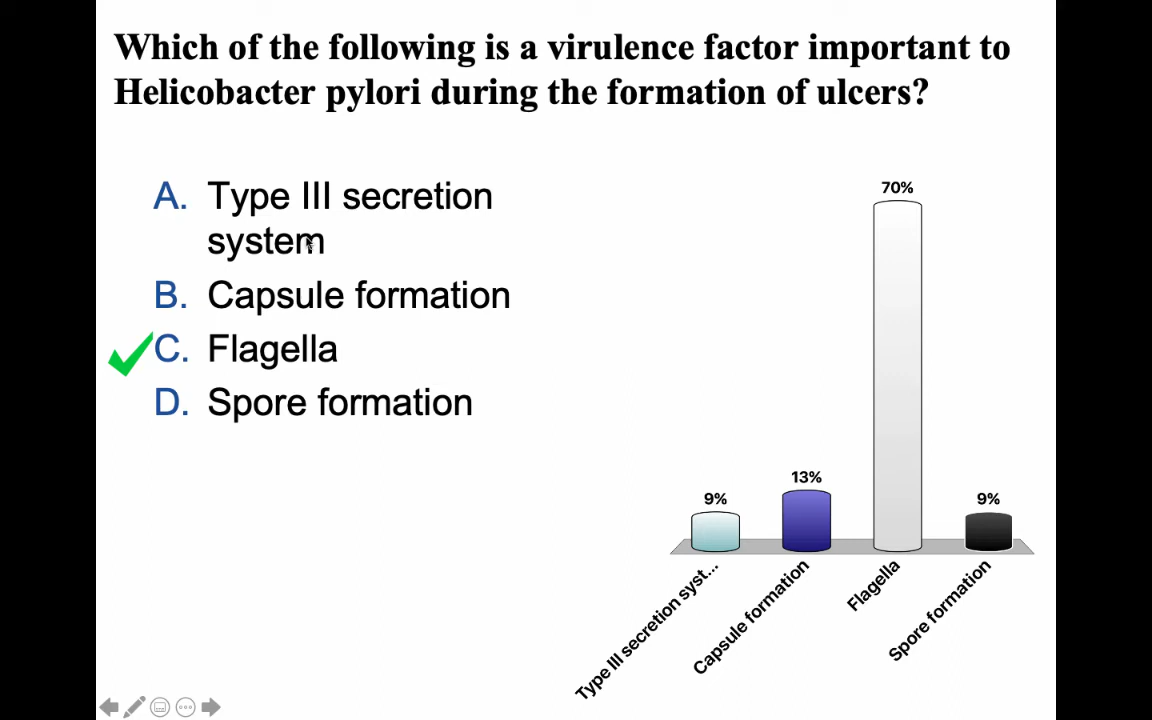 Which of the following is a virulence factor important to
Helicobacter pylori during the formation of ulcers?
A. Type III secretion
system
B. Capsule formation
C. Flagella
D. Spore formation
70%
13%
9%
9%
Type III secretion syst...
Capsule formation
Flagella
Spore formation